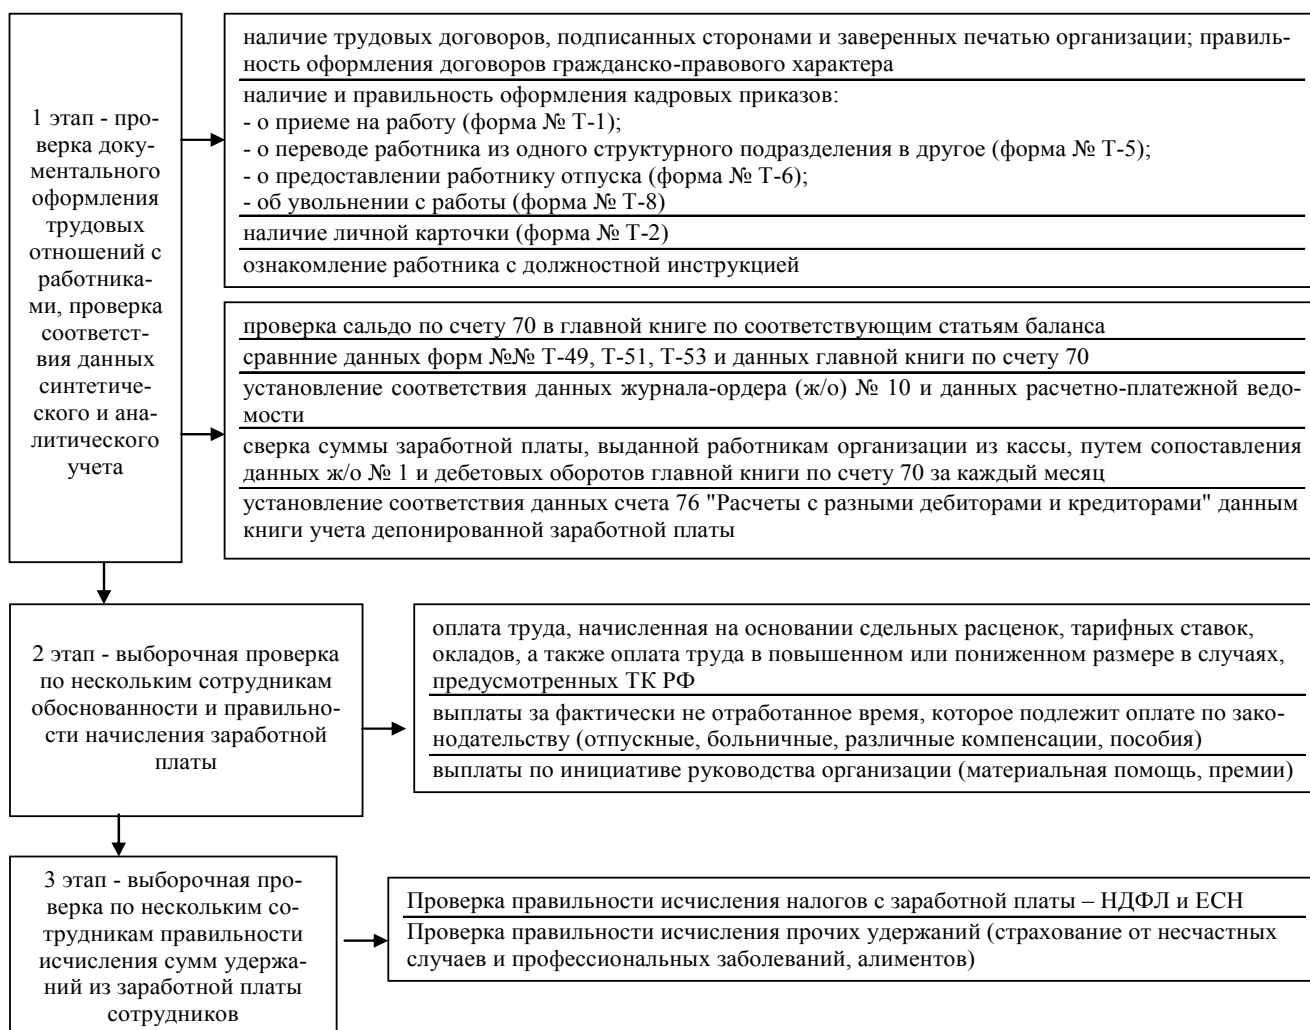 1 этап - про-
верка доку-
ментального
оформления
трудовых
отношений с
работника-
ми, проверка
соответст-
вия данных
синтетиче-
ского и ана-
литического
учета
наличие трудовых договоров, подписанных сторонами и заверенных печатью организации; правиль-
ность оформления договоров гражданско-правового характера
наличие и правильность оформления кадровых приказов:
- о приеме на работу (форма № Т-1);
- о переводе работника из одного структурного подразделения в другое (форма № Т-5);
- о предоставлении работнику отпуска (форма № Т-6);
- об увольнении с работы (форма № Т-8)
наличие личной карточки (форма № Т-2)
ознакомление работника с должностной инструкцией
проверка сальдо по счету 70 в главной книге по соответствующим статьям баланса
сравнние данных форм №№ Т-49, Т-51, Т-53 и данных главной книги по счету 70
установление соответствия данных журнала-ордера (ж/о) № 10 и данных расчетно-платежной ведо-
мости
сверка суммы заработной платы, выданной работникам организации из кассы, путем сопоставления
данных ж/о № 1 и дебетовых оборотов главной книги по счету 70 за каждый месяц
установление соответствия данных счета 76 "Расчеты с разными дебиторами и кредиторами" данным
книги учета депонированной заработной платы
2 этап - выборочная проверка
по нескольким сотрудникам
обоснованности и правильно-
сти начисления заработной
платы
оплата труда, начисленная на основании сдельных расценок, тарифных ставок,
окладов, а также оплата труда в повышенном или пониженном размере в случаях,
предусмотренных ТК РФ
выплаты за фактически не отработанное время, которое подлежит оплате по зако-
нодательству (отпускные, больничные, различные компенсации, пособия)
выплаты по инициативе руководства организации (материальная помощь, премии)
3 этап - выборочная про-
верка по нескольким со-
трудникам правильности
исчисления сумм удержа-
ний из заработной платы
сотрудников
Проверка правильности исчисления налогов с заработной платы – НДФЛ и ЕСН
Проверка правильности исчисления прочих удержаний (страхование от несчастных
случаев и профессиональных заболеваний, алиментов)